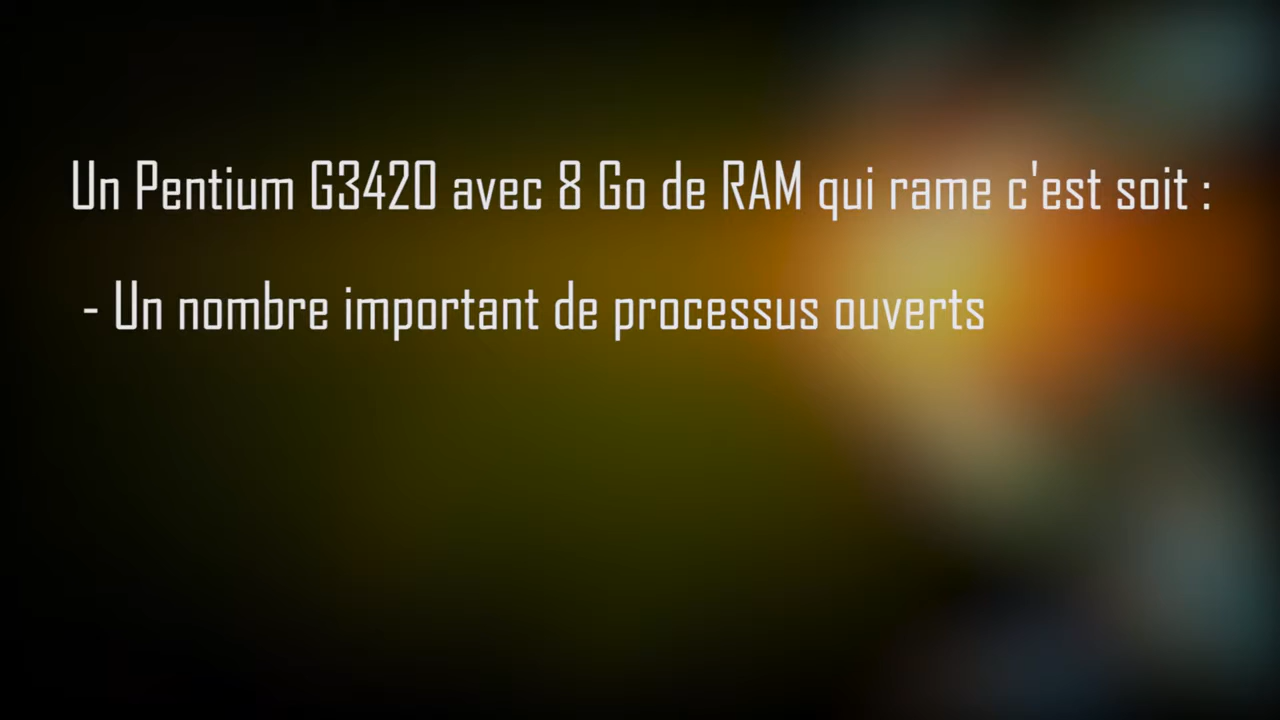 Un Pentium G3420 avec 8 Go de RAM qui rame c'est soit :
- Un nombre important de processus ouverts